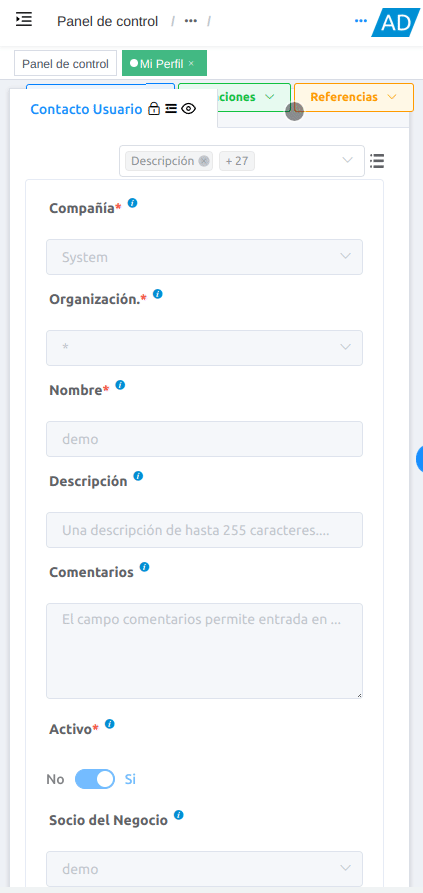 Panel de control / ••• /
••• AD
Panel de control
Mi Perfil ×
ciones
Referencias
Contacto Usuario
Descripción
+ 27
Compañía*
System
Organización.*
*
Nombre*
demo
Descripción
Una descripción de hasta 255 caracteres....
Comentarios
El campo comentarios permite entrada en ...
Activo*
No Si
Socio del Negocio
demo